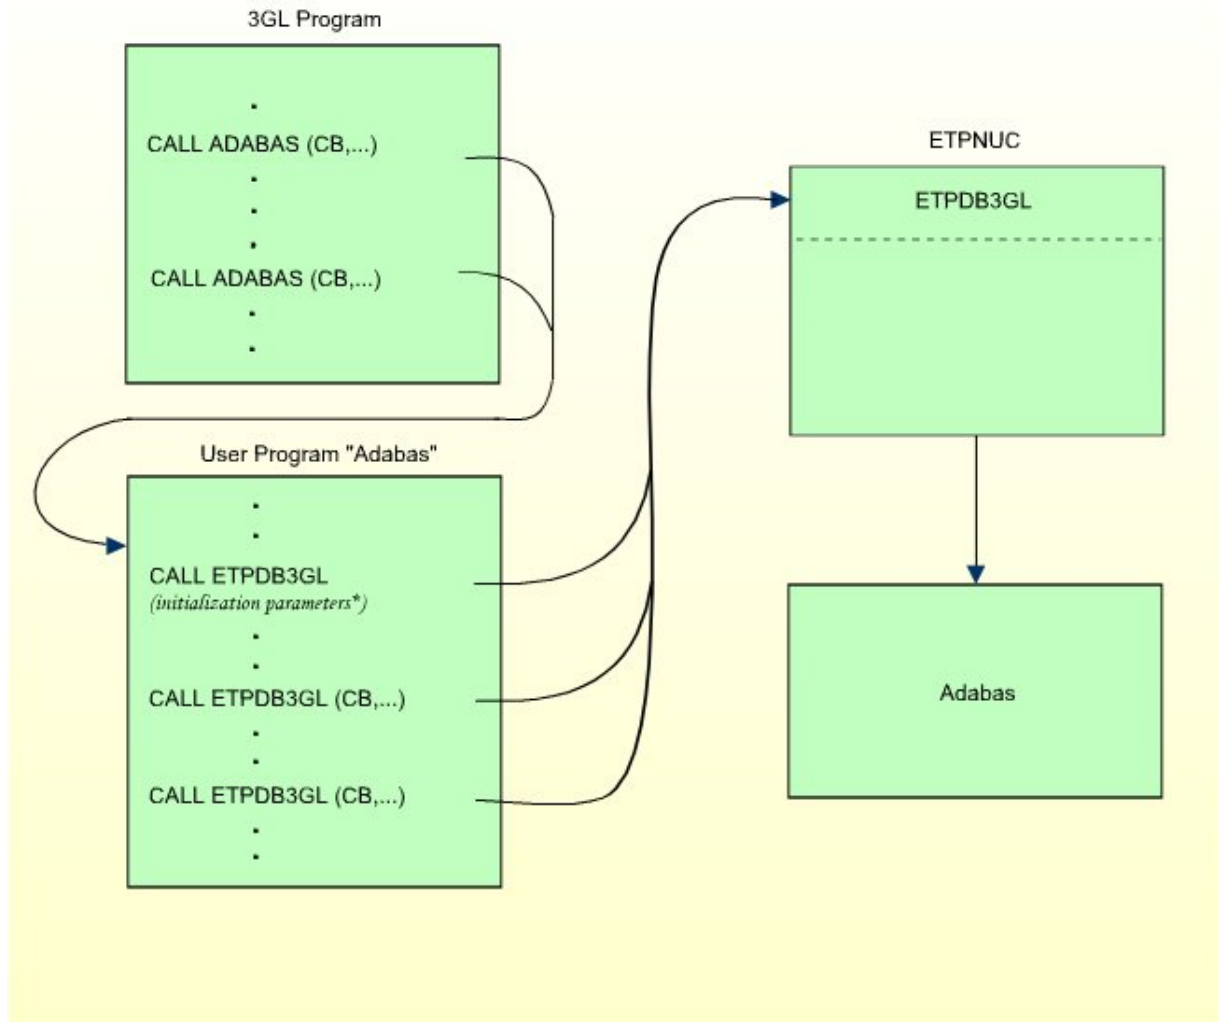 3GL Program
CALL ADABAS (CB,...)
CALL ADABAS (CB,...)
User Program "Adabas"
CALL ETPDB3GL
(initialization parameters*)
CALL ETPDB3GL (CB,...)
CALL ETPDB3GL (CB,...)
ETPNUC
ETPDB3GL
Adabas